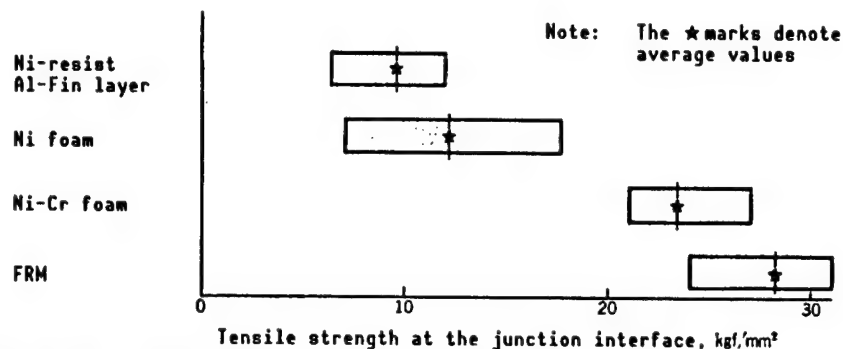 Note: The ★marks denote
average values
Ni-resist
Al-Fin layer
Ni foam
Ni-Cr foam
FRM
0 10 20 30
Tensile strength at the junction interface, kgf/mm²